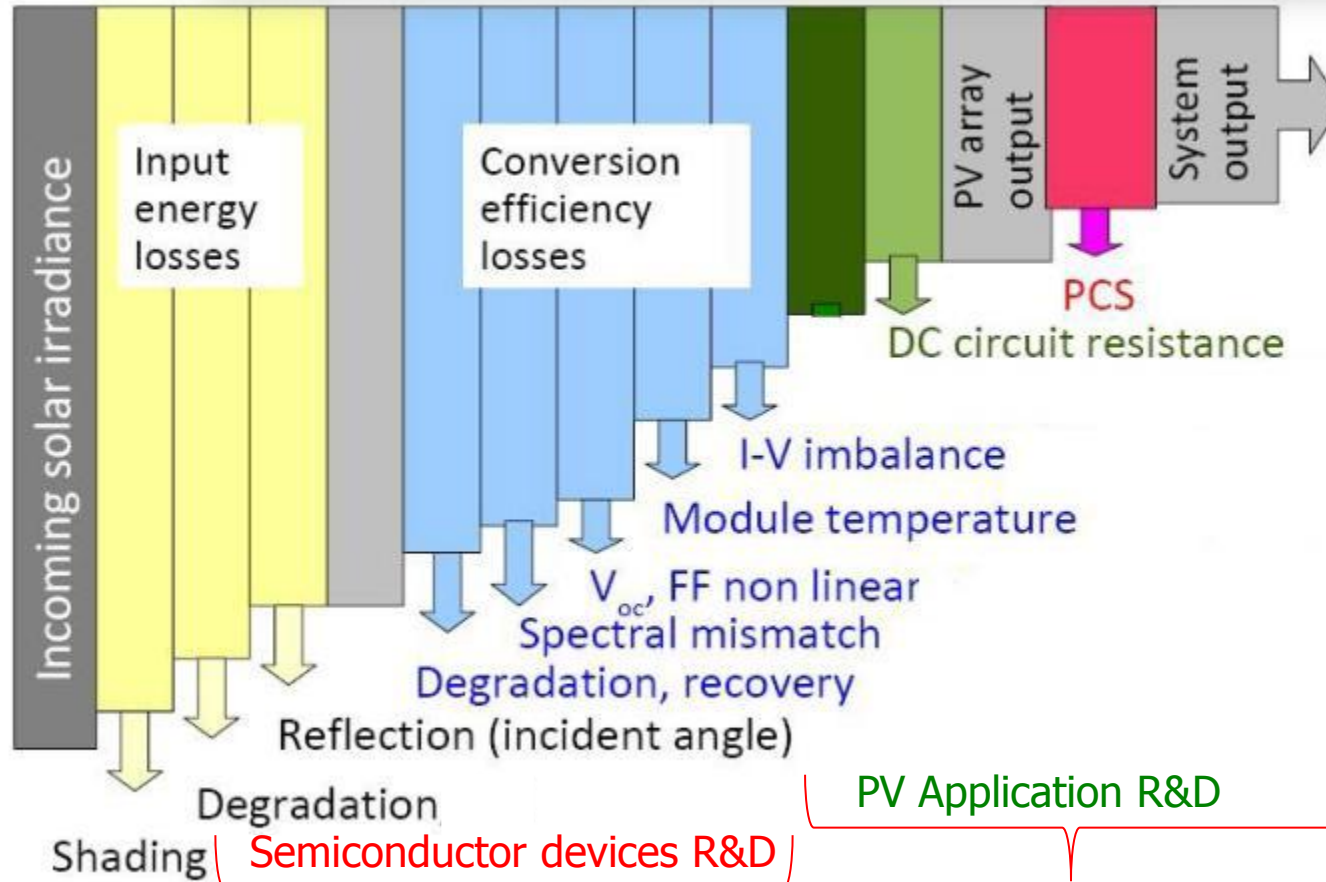 Incoming solar irradiance
Input
energy
losses
Conversion
efficiency
losses
PV array
output
System
output
PCS
DC circuit resistance
I-V imbalance
Module temperature
Voc, FF non linear
Spectral mismatch
Degradation, recovery
Reflection (incident angle)
Degradation
Shading
PV Application R&D
Semiconductor devices R&D